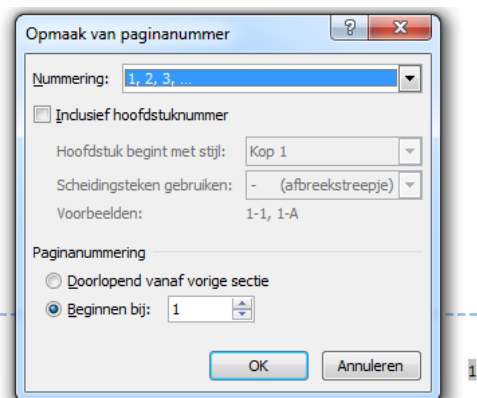 Opmaak van paginanummer
Nummering: 1, 2, 3, ...
Inclusief hoofdstuknummer
Hoofdstuk begint met stijl: Kop 1
Scheidingsteken gebruiken: - (afbreekstreepje)
Voorbeelden: 1-1, 1-A
Paginanummering
Doorlopend vanaf vorige sectie
Beginnen bij: 1
OK Annuleren
1